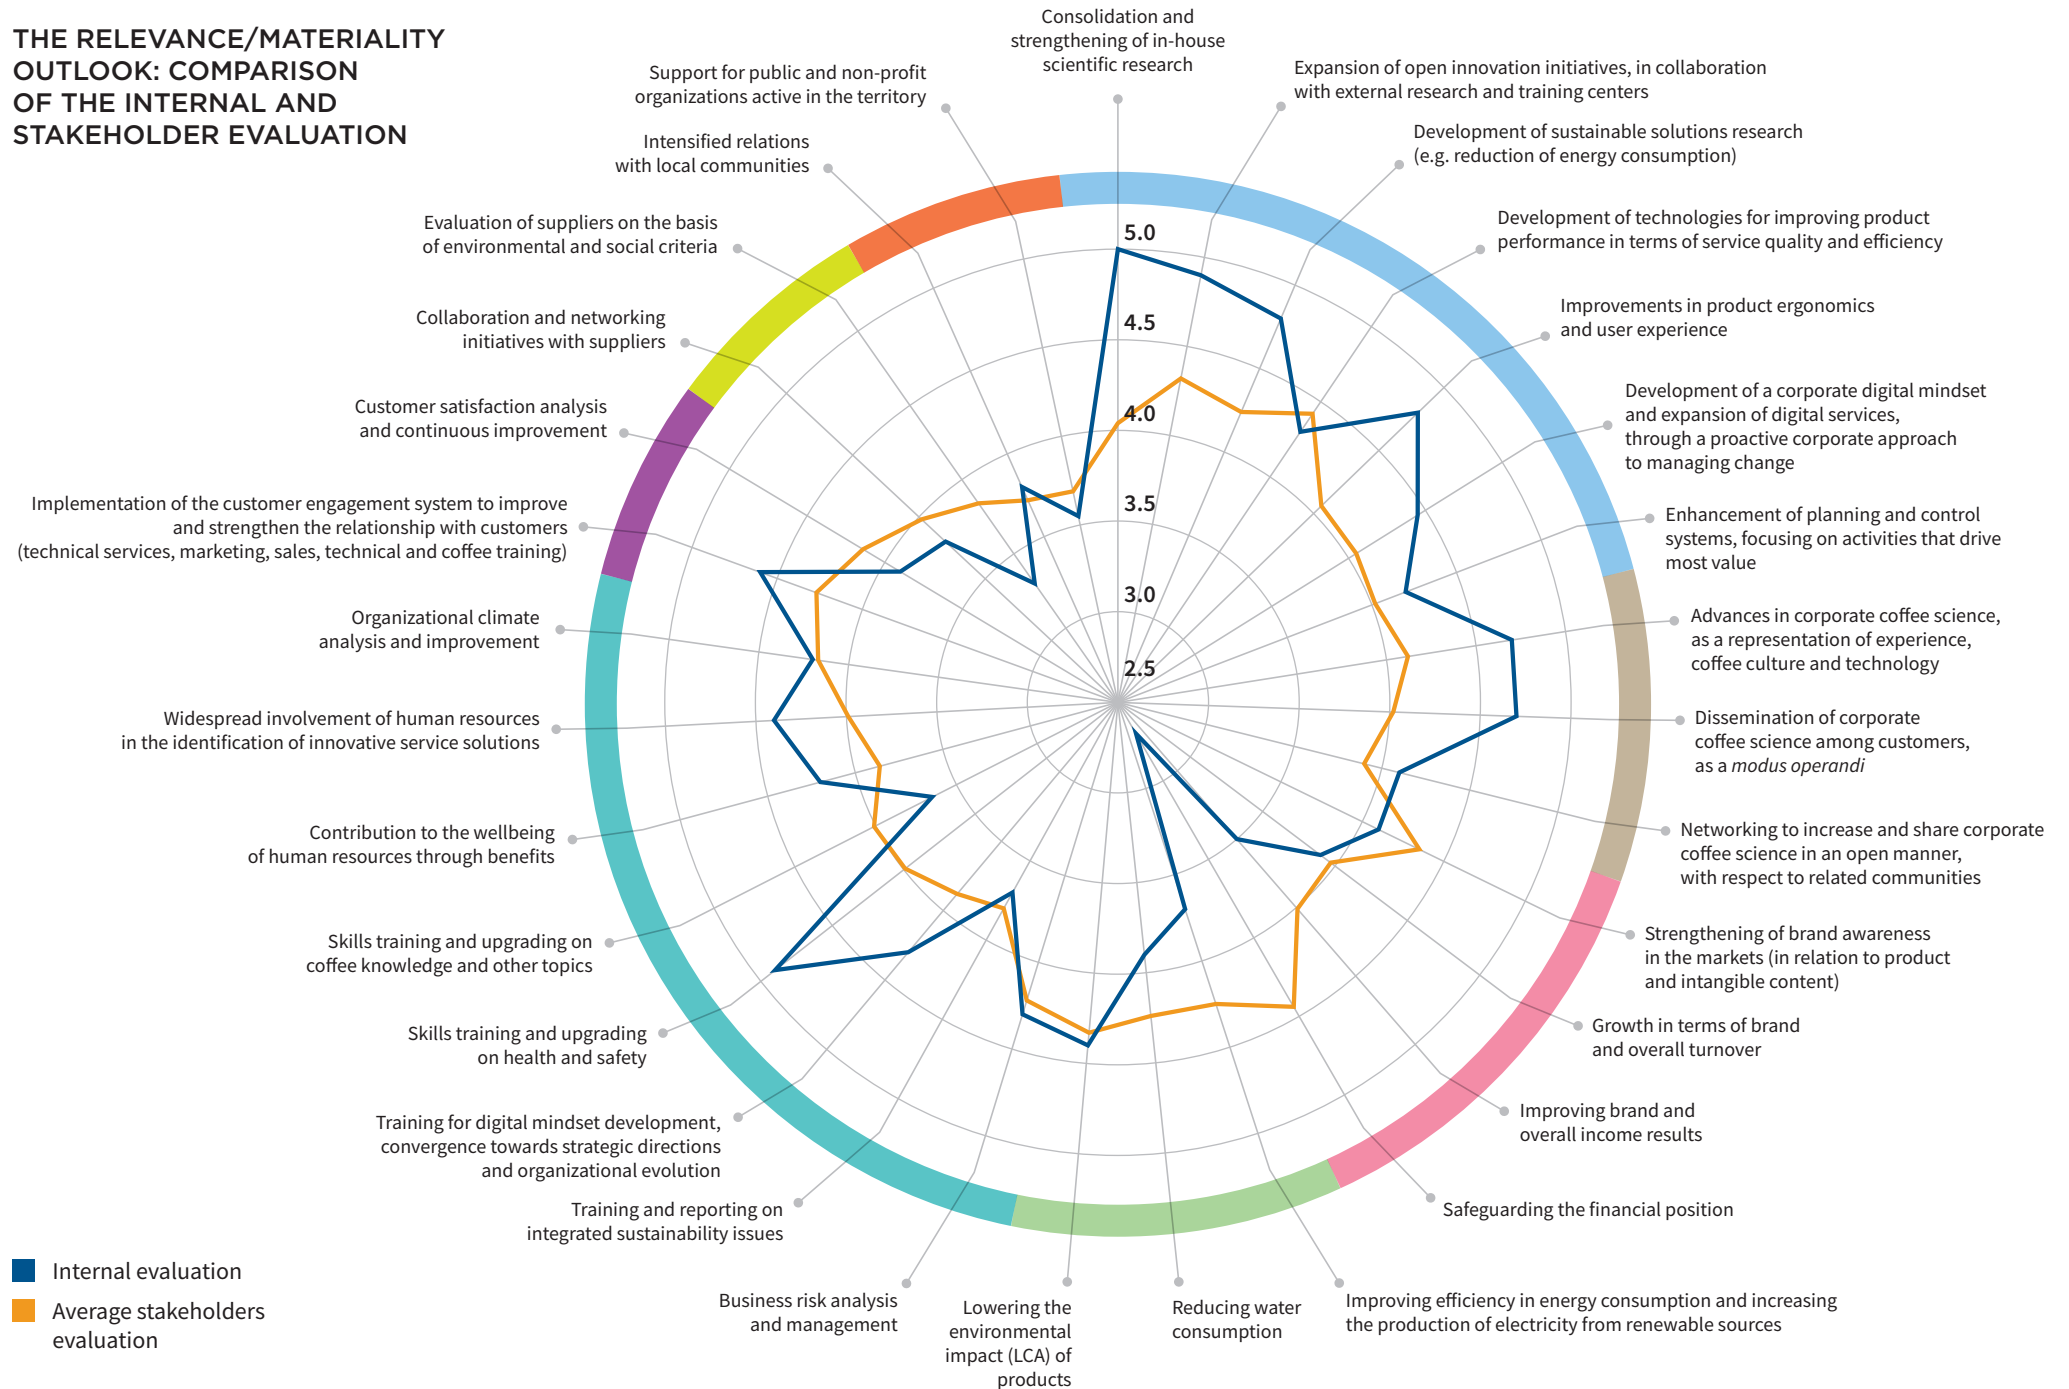 THE RELEVANCE/MATERIALITY
OUTLOOK: COMPARISON
OF THE INTERNAL AND
STAKEHOLDER EVALUATION
Consolidation and
strengthening of in-house
scientific research
Expansion of open innovation initiatives, in collaboration
with external research and training centers
Development of sustainable solutions research
(e.g. reduction of energy consumption)
Development of technologies for improving product
performance in terms of service quality and efficiency
Improvements in product ergonomics
and user experience
Development of a corporate digital mindset
and expansion of digital services,
through a proactive corporate approach
to managing change
Enhancement of planning and control
systems, focusing on activities that drive
most value
Advances in corporate coffee science,
as a representation of experience,
coffee culture and technology
Dissemination of corporate
coffee science among customers,
as a modus operandi
Networking to increase and share corporate
coffee science in an open manner,
with respect to related communities
Strengthening of brand awareness
in the markets (in relation to product
and intangible content)
Growth in terms of brand
and overall turnover
Improving brand and
overall income results
Safeguarding the financial position
Improving efficiency in energy consumption and increasing
the production of electricity from renewable sources
Reducing water
consumption
Lowering the
environmental
impact (LCA) of
products
Business risk analysis
and management
Training and reporting on
integrated sustainability issues
Training for digital mindset development,
convergence towards strategic directions
and organizational evolution
Skills training and upgrading
on health and safety
Skills training and upgrading on
coffee knowledge and other topics
Contribution to the wellbeing
of human resources through benefits
Widespread involvement of human resources
in the identification of innovative service solutions
Organizational climate
analysis and improvement
Implementation of the customer engagement system to improve
and strengthen the relationship with customers
(technical services, marketing, sales, technical and coffee training)
Customer satisfaction analysis
and continuous improvement
Collaboration and networking
initiatives with suppliers
Evaluation of suppliers on the basis
of environmental and social criteria
Intensified relations
with local communities
Support for public and non-profit
organizations active in the territory
5.0
4.5
4.0
3.5
3.0
2.5
Internal evaluation
Average stakeholders
evaluation